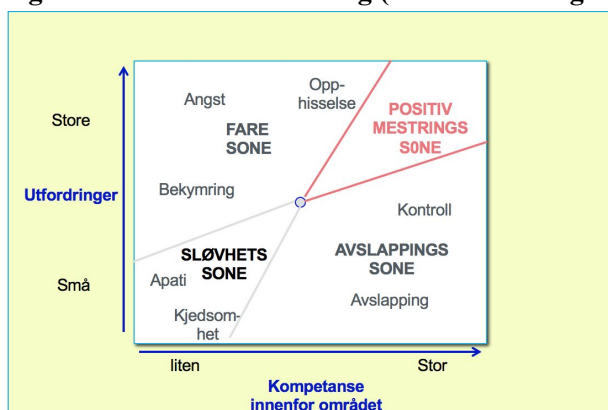 Store
Utfordringer
Små
Angst
Opp-
hisselse
FARE
SONE
POSITIV
MESTRINGS
S0NE
Bekymring
Kontroll
SLØVHETS
SONE
AVSLAPPINGS
SONE
Apati
Avslapping
Kjedsom-
het
liten
Stor
Kompetanse
innenfor området